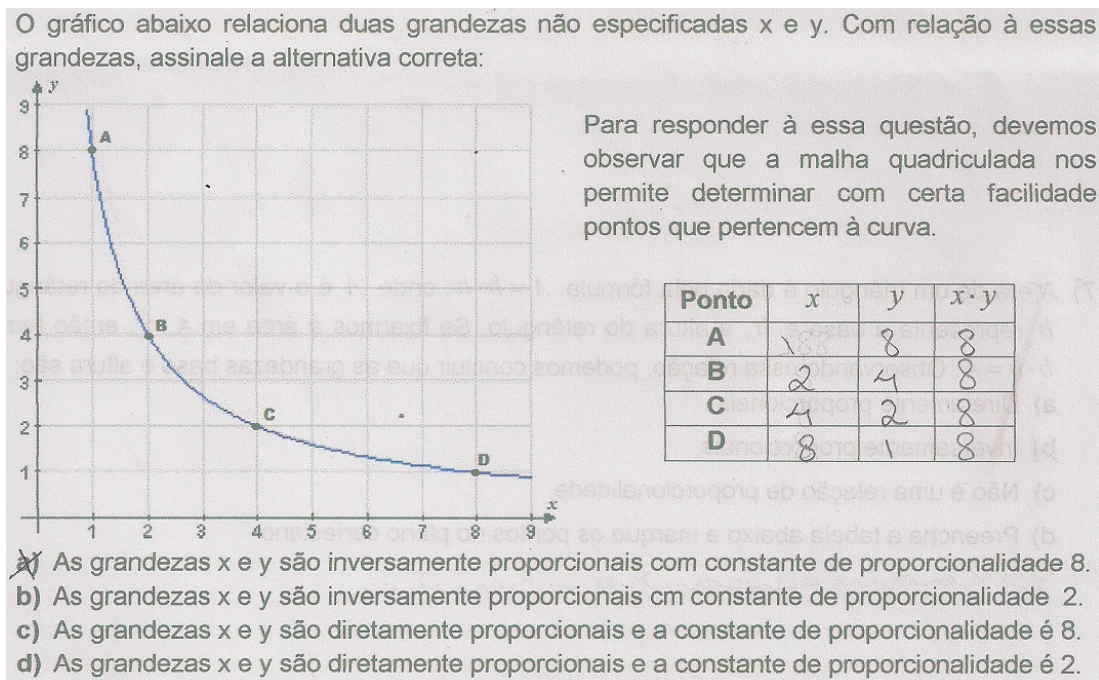 O gráfico abaixo relaciona duas grandezas não especificadas x e y. Com relação à essas
grandezas, assinale a alternativa correta:
y
9
8
7
6
5
4
3
2
1
A
B
C
D
1 2 3 4 5 6 7 8 9
x
Para responder à essa questão, devemos
observar que a malha quadriculada nos
permite determinar com certa facilidade
pontos que pertencem à curva.
Ponto x y x·y
A 1 8 8
B 2 4 8
C 4 2 8
D 8 1 8
a) As grandezas x e y são inversamente proporcionais com constante de proporcionalidade 8.
b) As grandezas x e y são inversamente proporcionais cm constante de proporcionalidade 2.
c) As grandezas x e y são diretamente proporcionais e a constante de proporcionalidade é 8.
d) As grandezas x e y são diretamente proporcionais e a constante de proporcionalidade é 2.